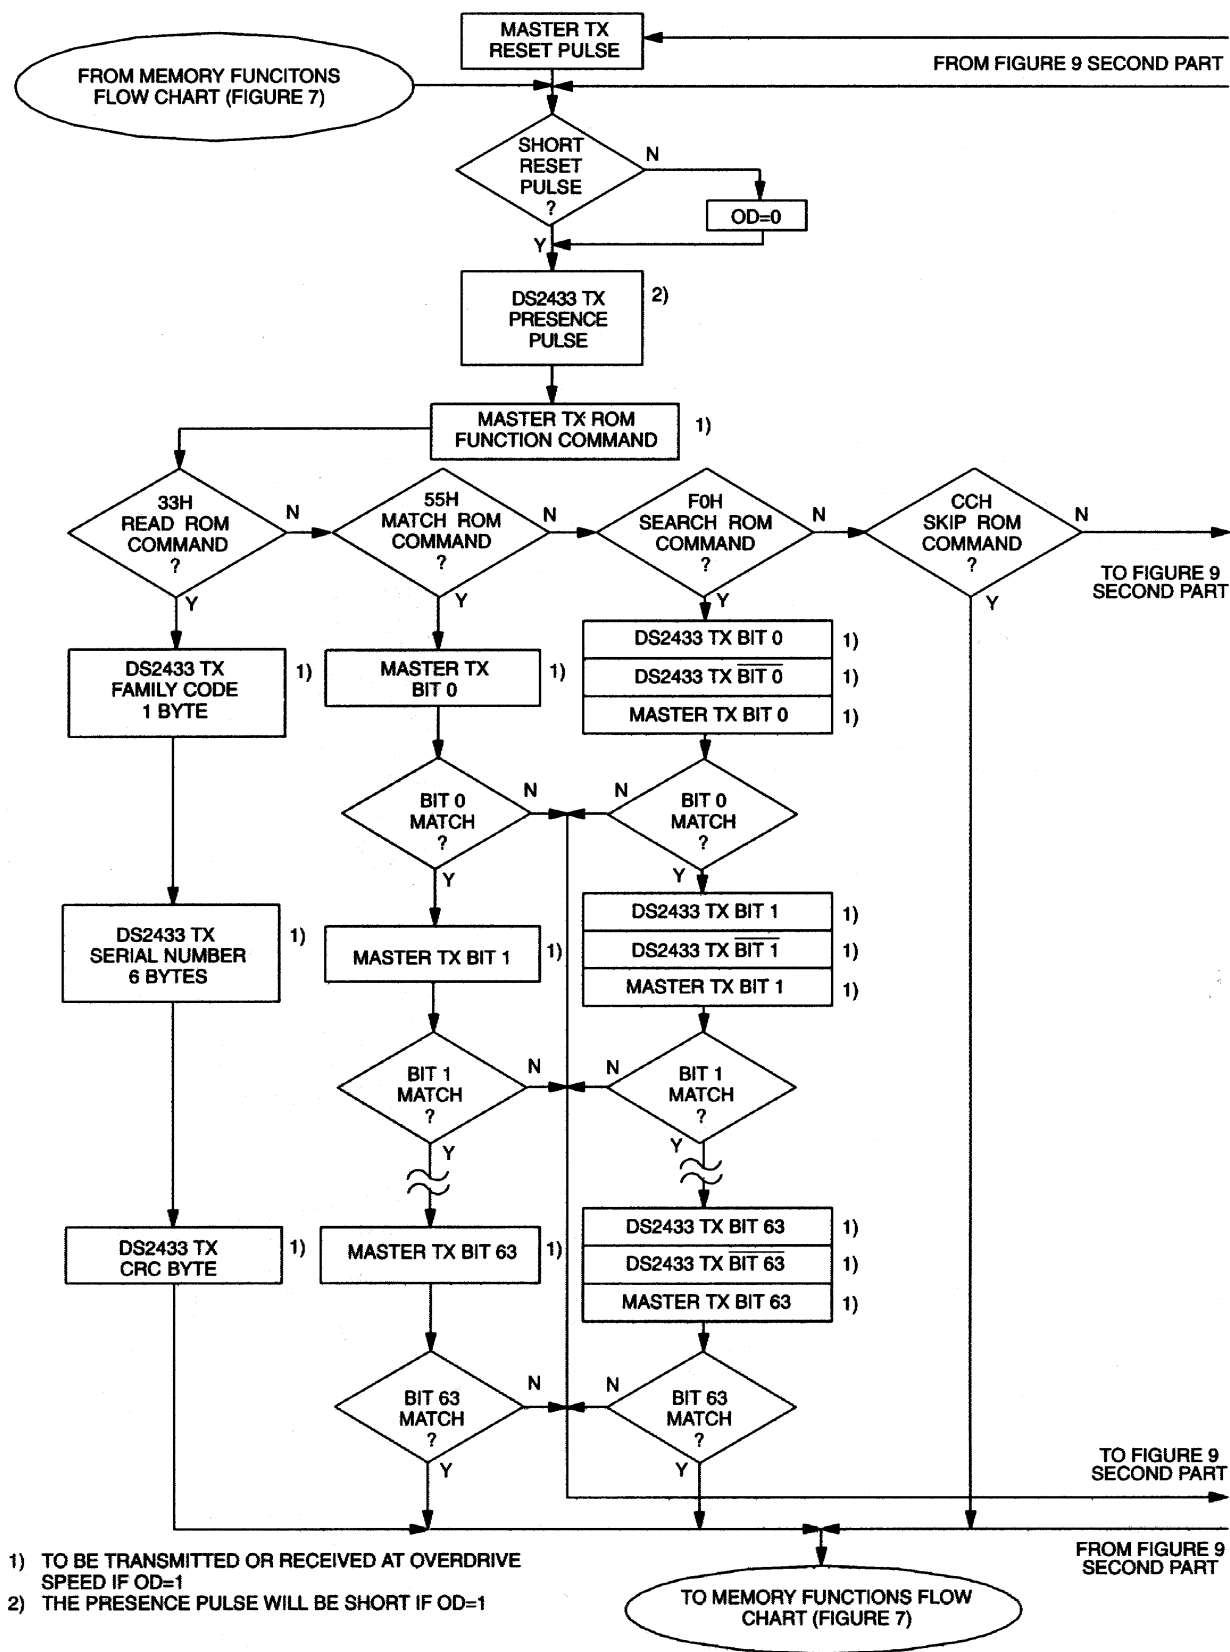 MASTER TX
RESET PULSE
FROM FIGURE 9 SECOND PART
FROM MEMORY FUNCITONS
FLOW CHART (FIGURE 7)
SHORT
RESET
PULSE
?
N
OD=0
Y
DS2433 TX
PRESENCE
PULSE
2)
MASTER TX ROM
FUNCTION COMMAND
1)
33H
READ ROM
COMMAND
?
N
Y
55H
MATCH ROM
COMMAND
?
N
Y
F0H
SEARCH ROM
COMMAND
?
N
Y
CCH
SKIP ROM
COMMAND
?
N
Y
TO FIGURE 9
SECOND PART
DS2433 TX
FAMILY CODE
1 BYTE
1)
DS2433 TX
SERIAL NUMBER
6 BYTES
1)
DS2433 TX
CRC BYTE
1)
MASTER TX
BIT 0
1)
BIT 0
MATCH
?
N
Y
MASTER TX BIT 1
1)
BIT 1
MATCH
?
N
Y
MASTER TX BIT 63
1)
BIT 63
MATCH
?
N
Y
DS2433 TX BIT 0
1)
DS2433 TX B̅I̅T̅ ̅0̅
1)
MASTER TX BIT 0
1)
N
BIT 0
MATCH
?
Y
DS2433 TX BIT 1
1)
DS2433 TX B̅I̅T̅ ̅1̅
1)
MASTER TX BIT 1
1)
N
BIT 1
MATCH
?
Y
DS2433 TX BIT 63
1)
DS2433 TX B̅I̅T̅ ̅6̅3̅
1)
MASTER TX BIT 63
1)
N
BIT 63
MATCH
?
Y
TO FIGURE 9
SECOND PART
FROM FIGURE 9
SECOND PART
1) TO BE TRANSMITTED OR RECEIVED AT OVERDRIVE
SPEED IF OD=1
2) THE PRESENCE PULSE WILL BE SHORT IF OD=1
TO MEMORY FUNCTIONS FLOW
CHART (FIGURE 7)